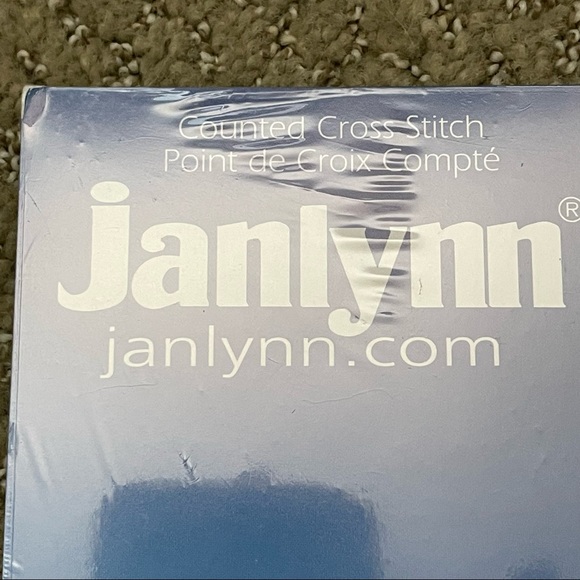 Counted Cross Stitch
Point de Croix Compté
janlynn®
janlynn.com